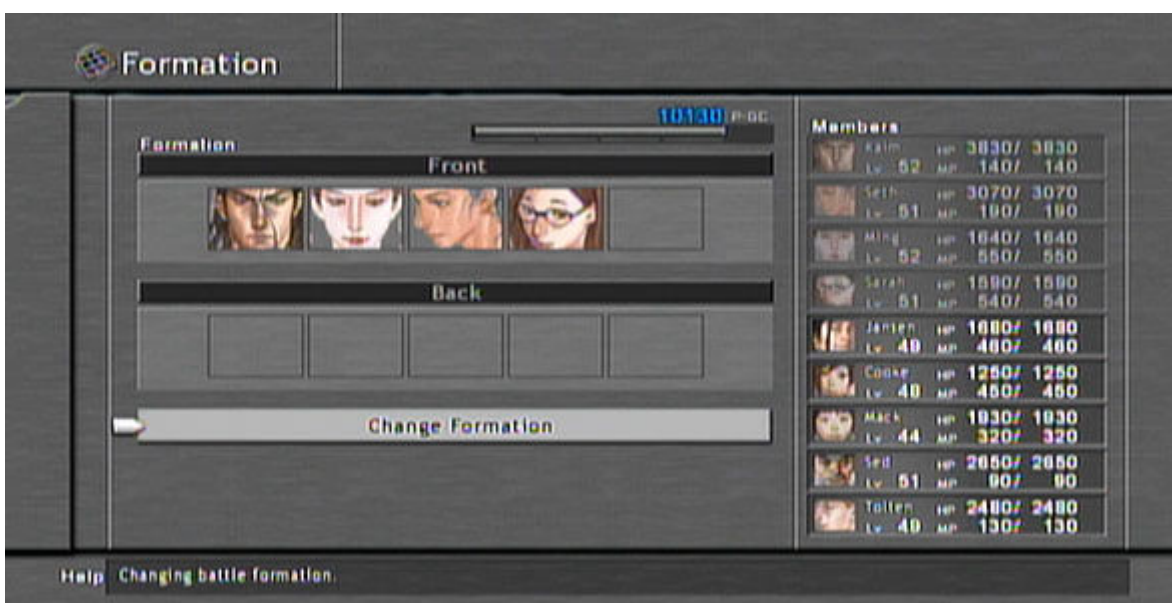 Formation
10130 P-GC
Formation
Front
Back
Change Formation
Members
Kaim HP 3830/ 3830
Lv 52 MP 140/ 140
Seth HP 3070/ 3070
Lv 51 MP 190/ 190
Ming HP 1640/ 1640
Lv 52 MP 550/ 550
Sarah HP 1590/ 1590
Lv 51 MP 540/ 540
Jansen HP 1680/ 1680
Lv 49 MP 460/ 460
Cooke HP 1250/ 1250
Lv 48 MP 450/ 450
Mack HP 1930/ 1930
Lv 44 MP 320/ 320
Sed HP 2650/ 2650
Lv 51 MP 90/ 90
Tolten HP 2480/ 2480
Lv 49 MP 130/ 130
Help Changing battle formation.